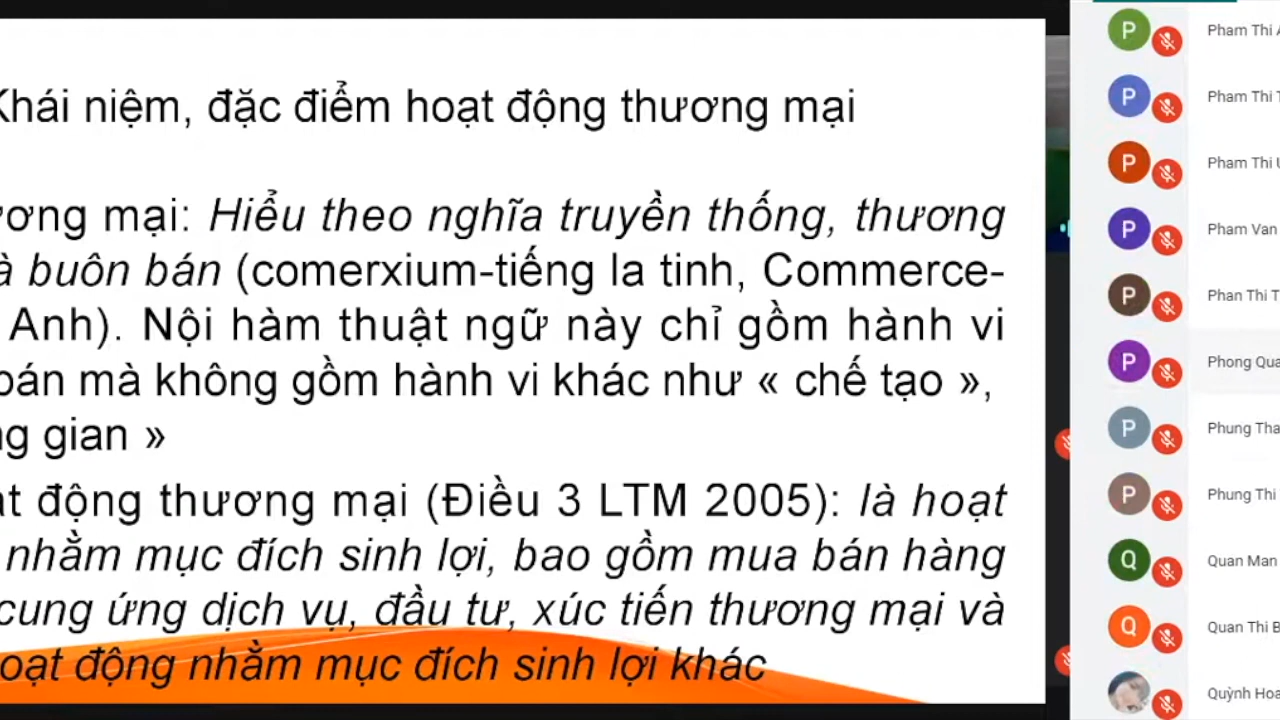 Khái niệm, đặc điểm hoạt động thương mại
ương mại: Hiểu theo nghĩa truyền thống, thương
à buôn bán (comerxium-tiếng la tinh, Commerce-
Anh). Nội hàm thuật ngữ này chỉ gồm hành vi
bán mà không gồm hành vi khác như « chế tạo »,
ng gian »
ạt động thương mại (Điều 3 LTM 2005): là hoạt
nhằm mục đích sinh lợi, bao gồm mua bán hàng
cung ứng dịch vụ, đầu tư, xúc tiến thương mại và
oạt động nhằm mục đích sinh lợi khác
P Pham Thi A
P Pham Thi T
P Pham Thi U
P Pham Van
P Phan Thi T
P Phong Qua
P Phung Tha
P Phung Thi
Q Quan Man
Q Quan Thi B
Quỳnh Hoa